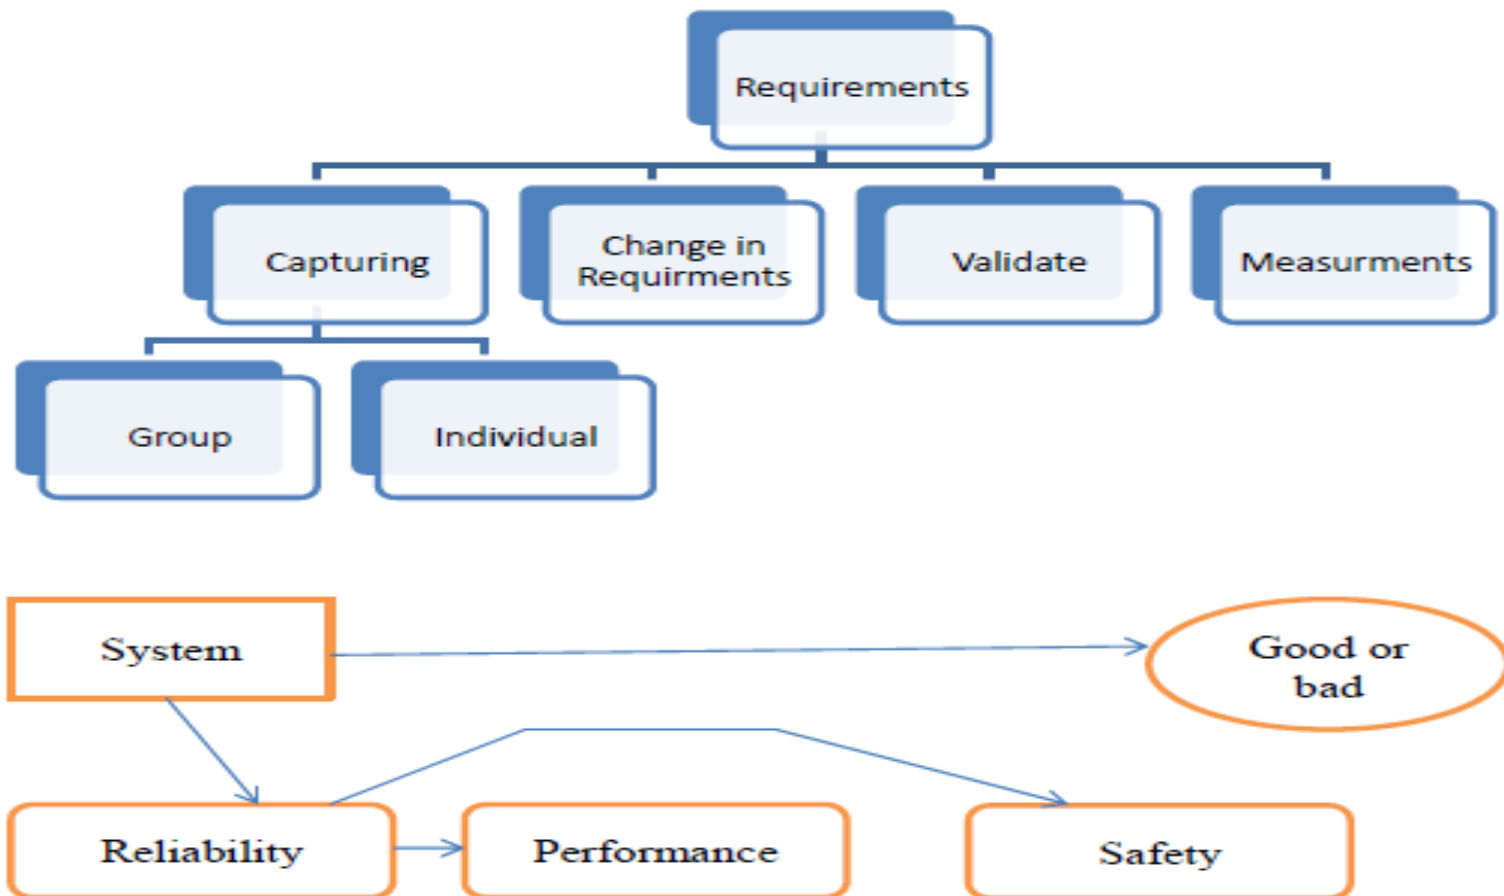 Requirements
Capturing
Change in
Requirments
Validate
Measurments
Group
Individual
System
Good or
bad
Reliability
Performance
Safety